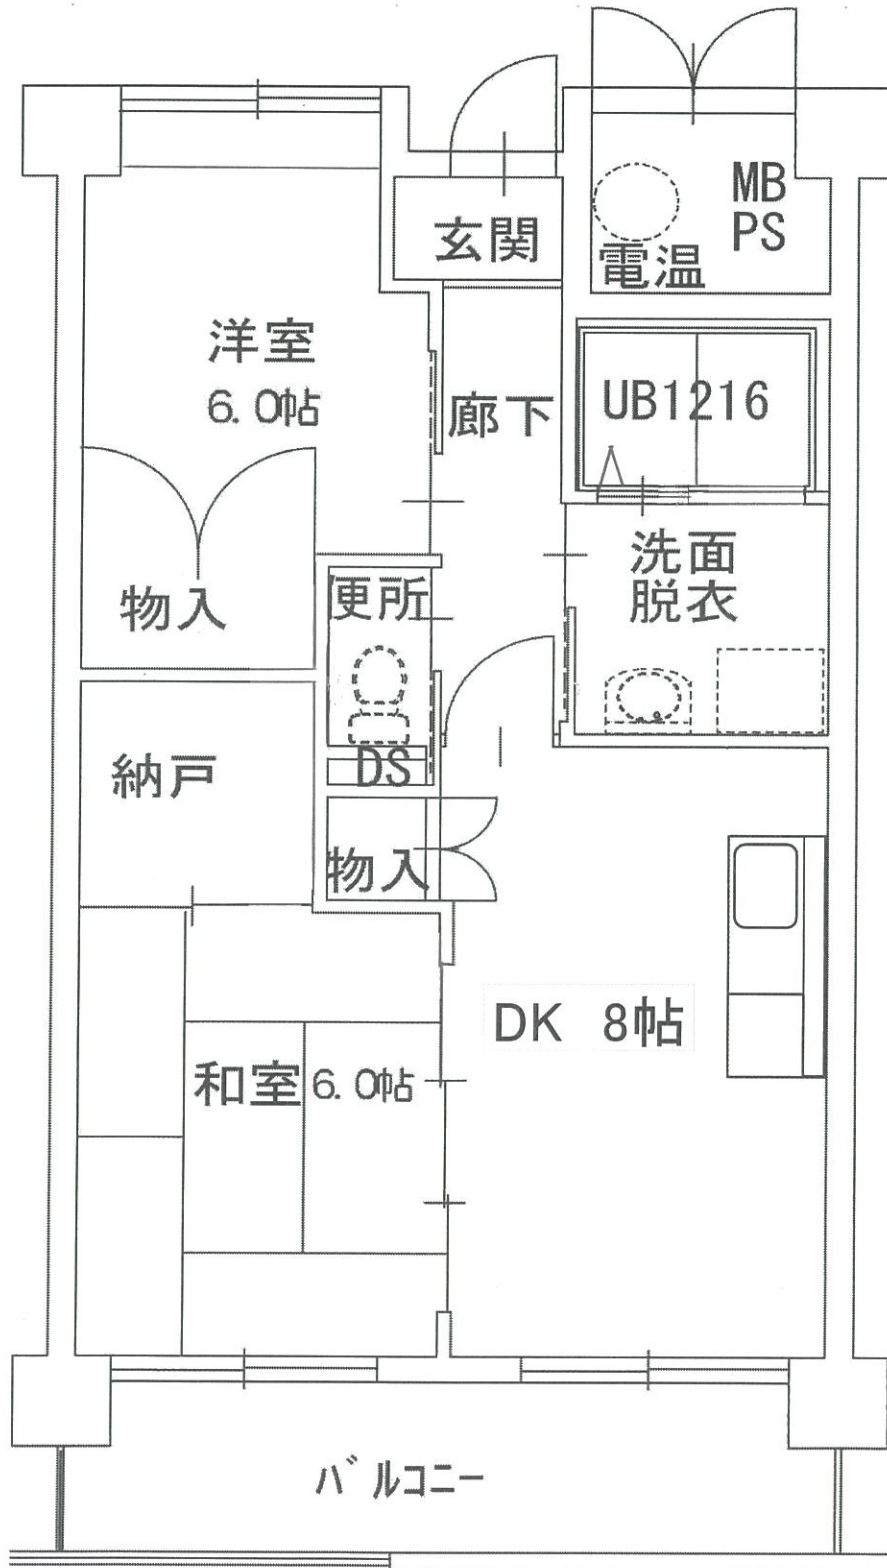 MB
PS
玄関
電温
洋室
6.0帖
廊下
UB1216
洗面
脱衣
物入
便所
納戸
DS
物入
DK 8帖
和室 6.0帖
バルコニー